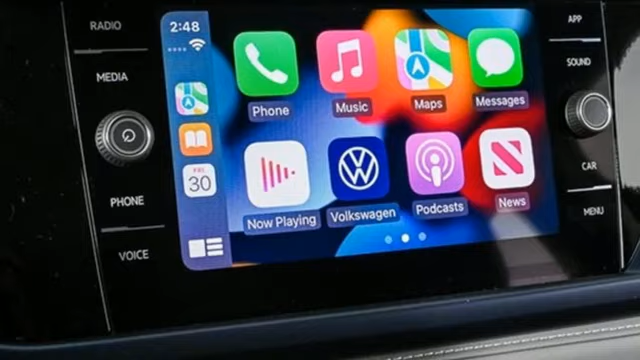 RADIO
MEDIA
PHONE
VOICE
2:48
FRI
30
Phone
Music
Maps
Messages
Now Playing
Volkswagen
Podcasts
News
APP
SOUND
CAR
MENU